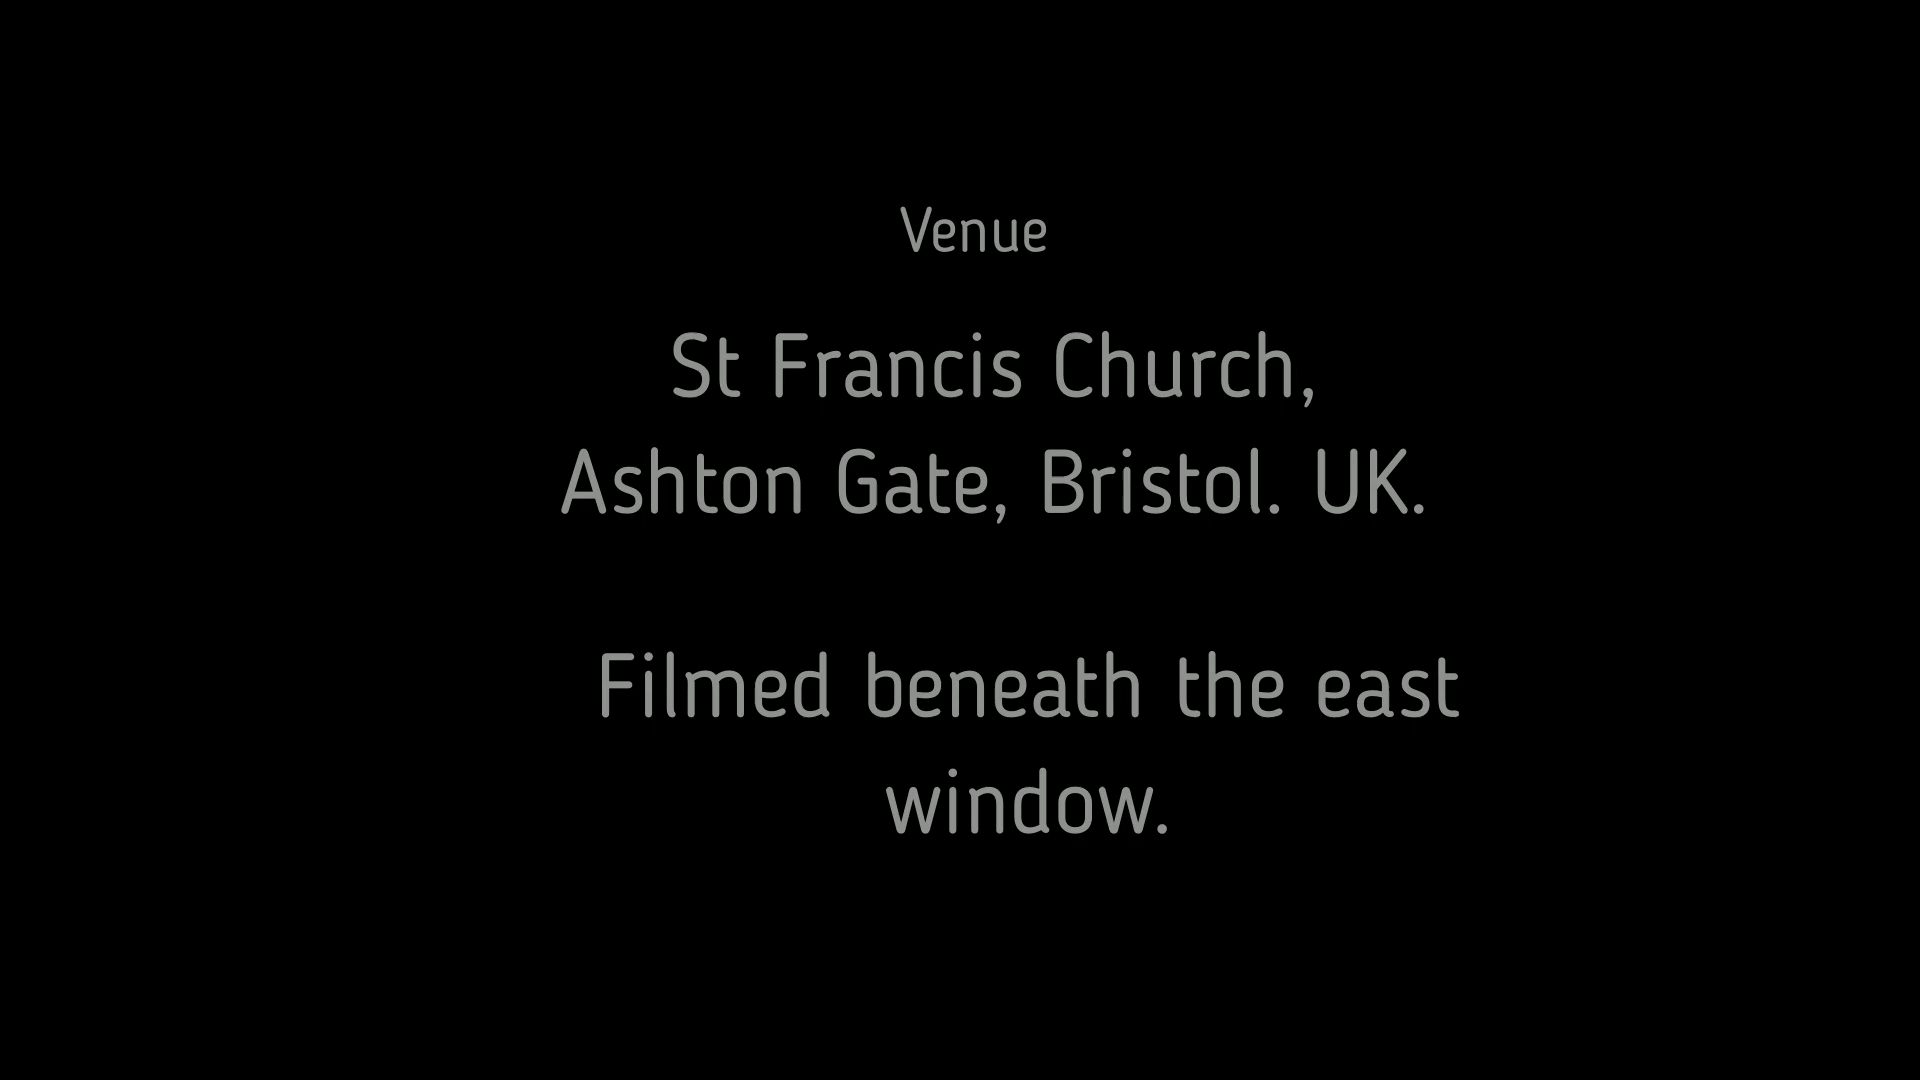 Venue
St Francis Church,
Ashton Gate, Bristol. UK.
Filmed beneath the east
window.